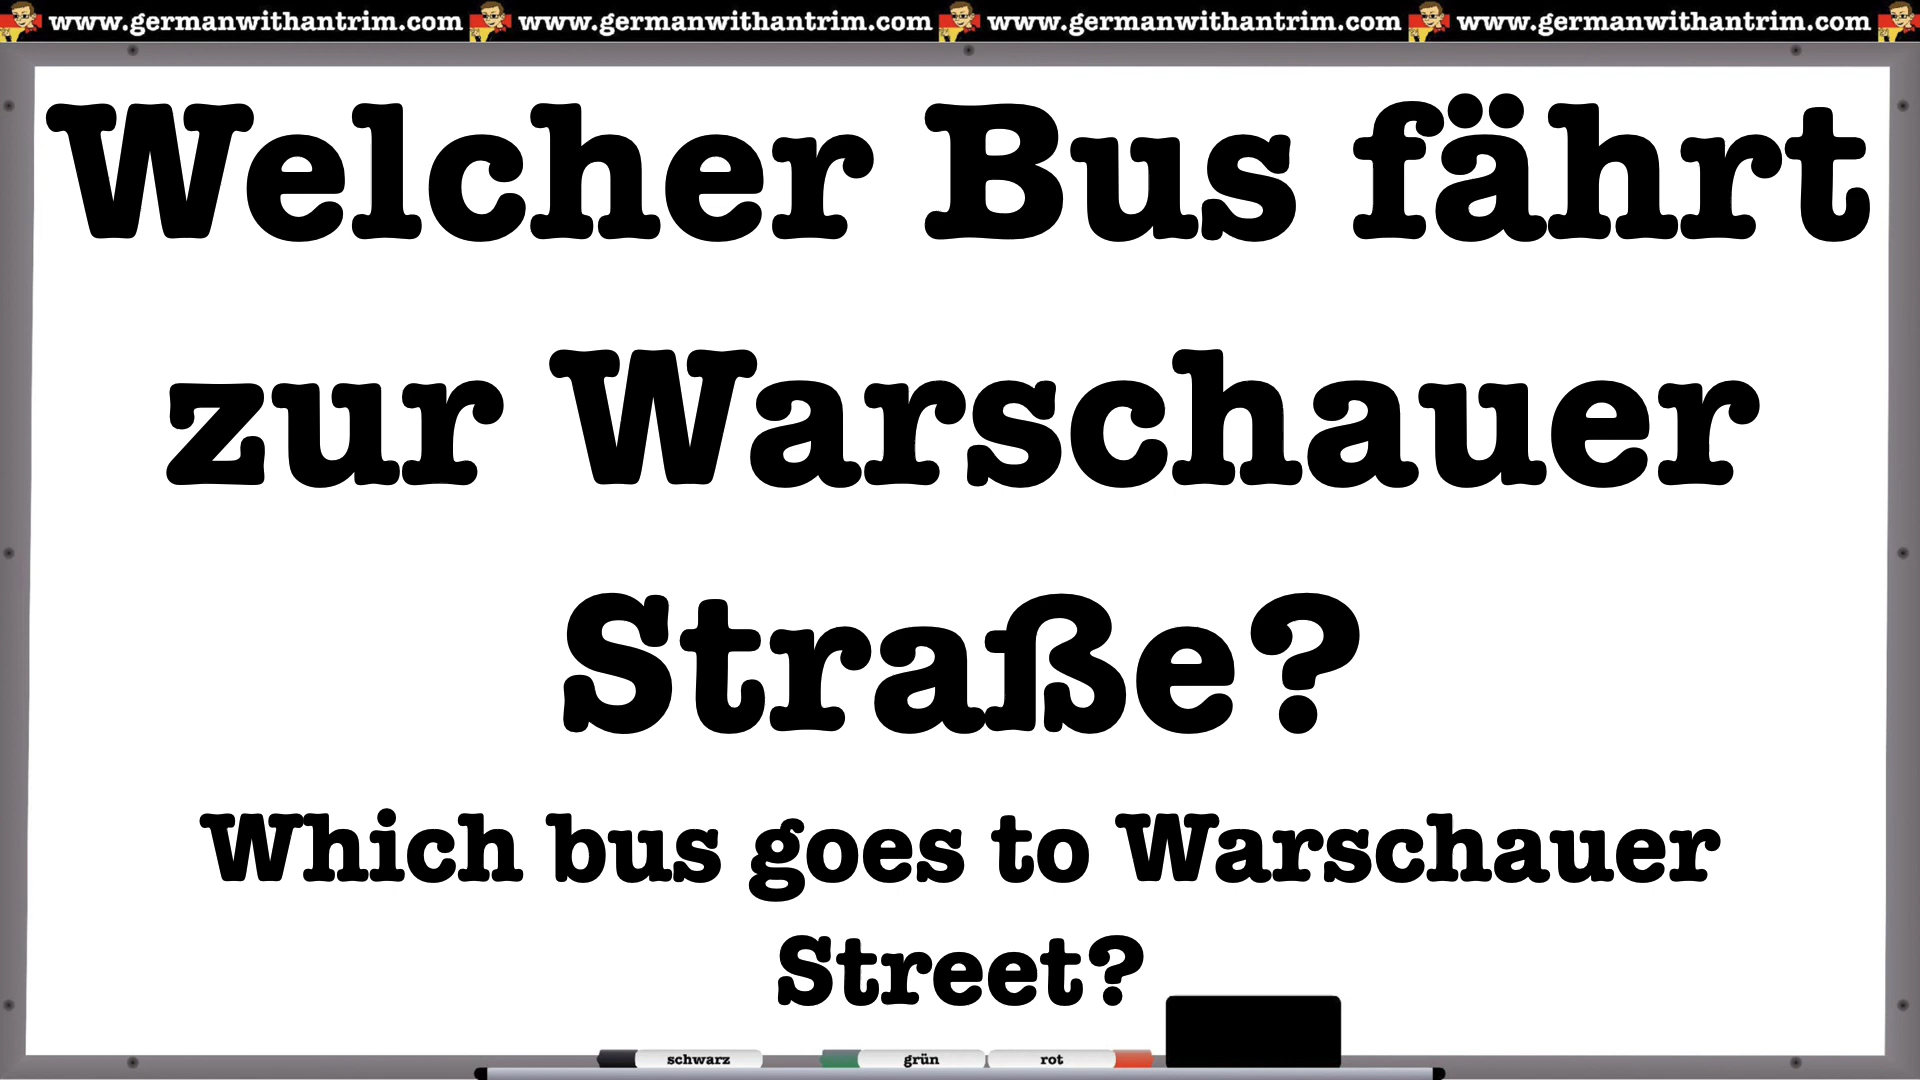 www.germanwithantrim.com www.germanwithantrim.com www.germanwithantrim.com www.germanwithantrim.com
Welcher Bus fährt
zur Warschauer
Straße?
Which bus goes to Warschauer
Street?
schwarz grün rot